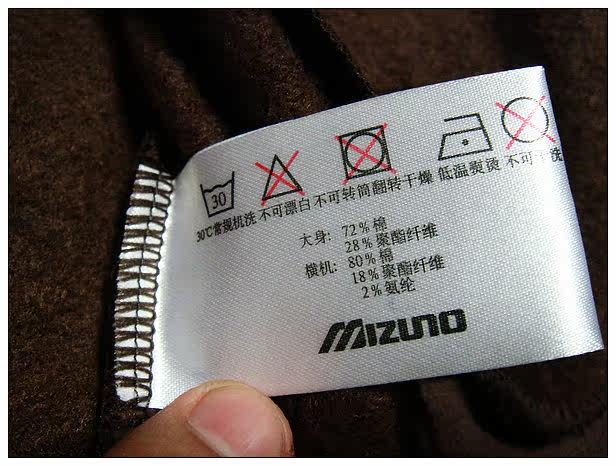 30
30℃常规机洗 不可漂白 不可转筒翻转干燥 低温熨烫 不可干洗
大身: 72%棉
28%聚酯纤维
横机: 80%棉
18%聚酯纤维
2%氨纶
MIZUNO